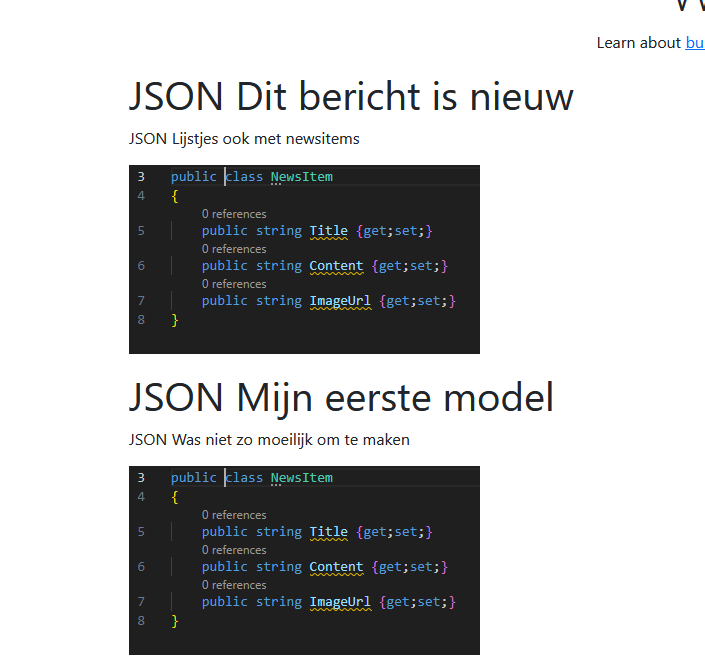 Learn about bu
JSON Dit bericht is nieuw
JSON Lijstjes ook met newsitems
3 public class NewsItem
4 {
0 references
5 public string Title {get;set;}
0 references
6 public string Content {get;set;}
0 references
7 public string ImageUrl {get;set;}
8 }
JSON Mijn eerste model
JSON Was niet zo moeilijk om te maken
3 public class NewsItem
4 {
0 references
5 public string Title {get;set;}
0 references
6 public string Content {get;set;}
0 references
7 public string ImageUrl {get;set;}
8 }